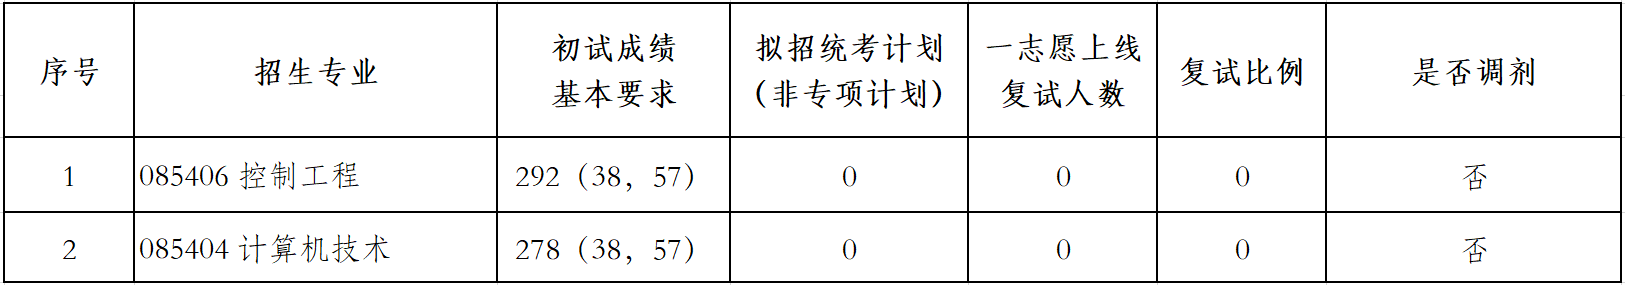 序号 招生专业 初试成绩 基本要求 拟招统考计划 （非专项计划） 一志愿上线 复试人数 复试比例 是否调剂
1 085406 控制工程 292（38，57） 0 0 0 否
2 085404 计算机技术 278（38，57） 0 0 0 否